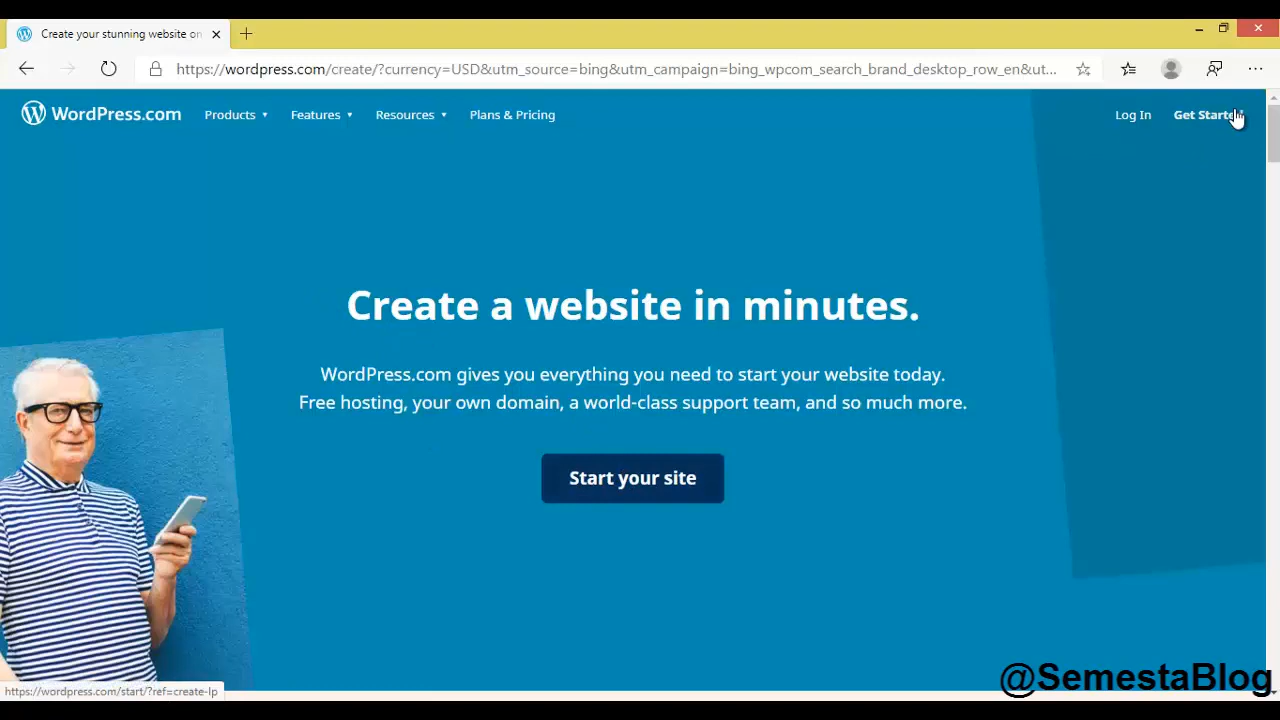 Create your stunning website on
https://wordpress.com/create/?currency=USD&utm_source=bing&utm_campaign=bing_wpcom_search_brand_desktop_row_en&ut...
WordPress.com
Products
Features
Resources
Plans & Pricing
Log In
Get Started
Create a website in minutes.
WordPress.com gives you everything you need to start your website today.
Free hosting, your own domain, a world-class support team, and so much more.
Start your site
https://wordpress.com/start/?ref=create-lp
@SemestaBlog